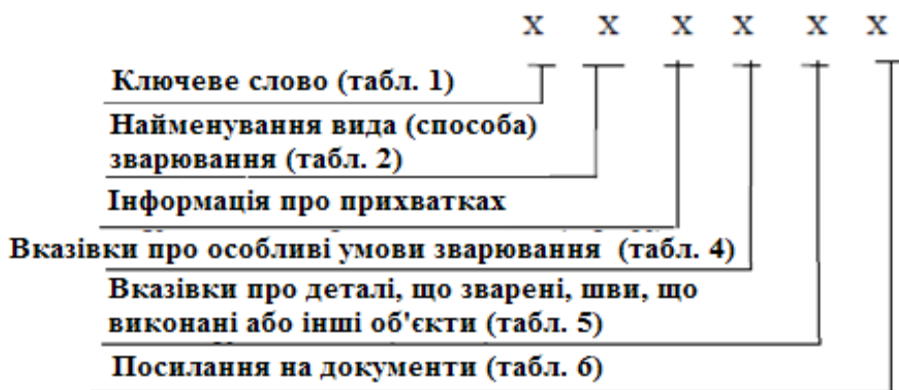 X X X X X X
Ключеве слово (табл. 1)
Найменування вида (способа)
зварювання (табл. 2)
Інформація про прихватках
Вказівки про особливі умови зварювання (табл. 4)
Вказівки про деталі, що зварені, шви, що
виконані або інші об'єкти (табл. 5)
Посилання на документи (табл. 6)